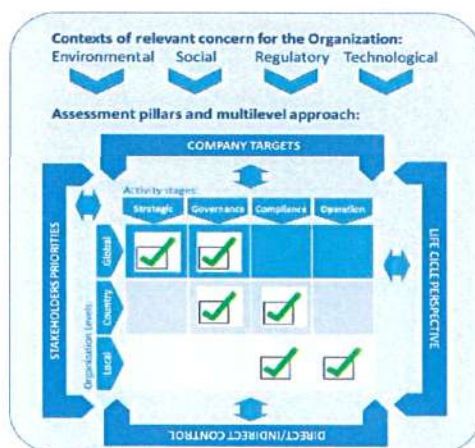 Contexts of relevant concern for the Organization:
Environmental Social Regulatory Technological
Assessment pillars and multilevel approach:
COMPANY TARGETS
Activity stages:
Strategic Governance Compliance Operation
STAKEHOLDERS PRIORITIES
Organization Levels
Global
Country
Local
LIFE CICLE PERSPECTIVE
DIRECT/INDIRECT CONTROL